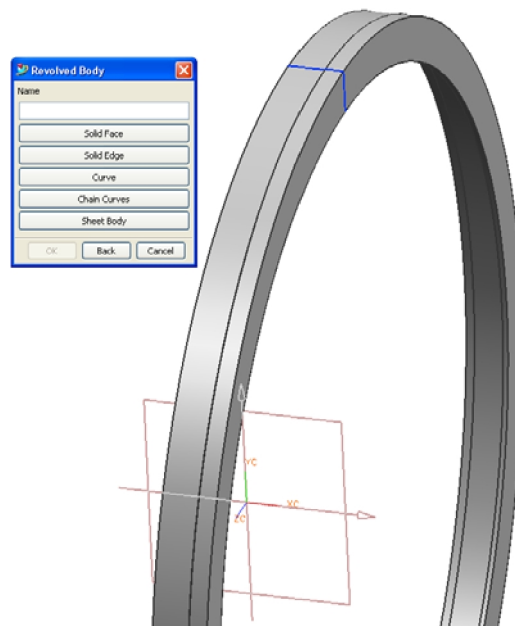 Revolved Body
Name
Solid Face
Solid Edge
Curve
Chain Curves
Sheet Body
OK
Back
Cancel
YC
XC
ZC